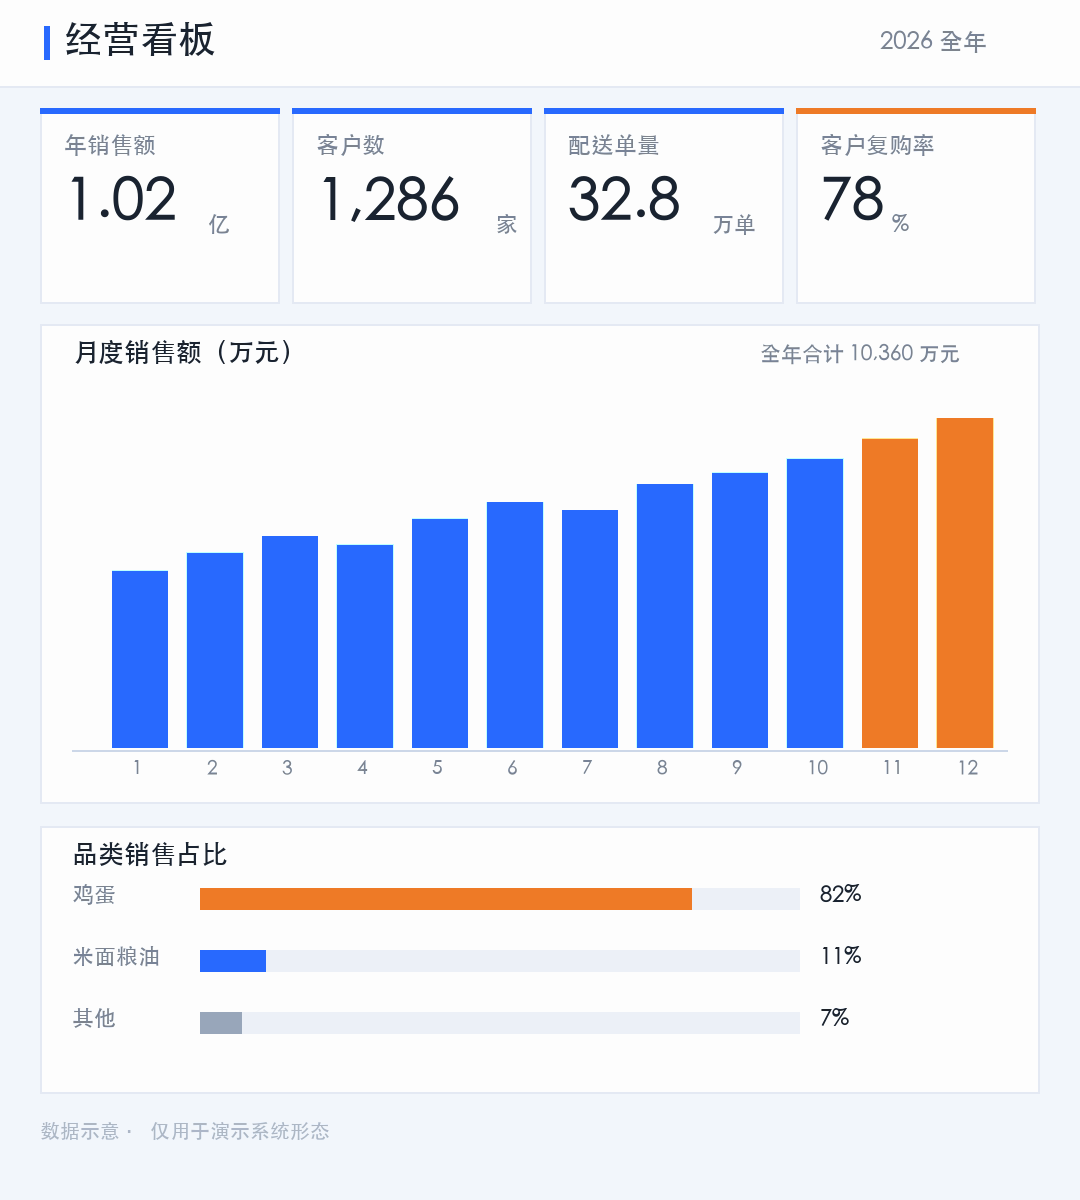 经营看板
2026 全年
年销售额
1.02 亿
客户数
1,286 家
配送单量
32.8 万单
客户复购率
78 %
月度销售额（万元）
全年合计 10,360 万元
1 2 3 4 5 6 7 8 9 10 11 12
品类销售占比
鸡蛋 82%
米面粮油 11%
其他 7%
数据示意 · 仅用于演示系统形态